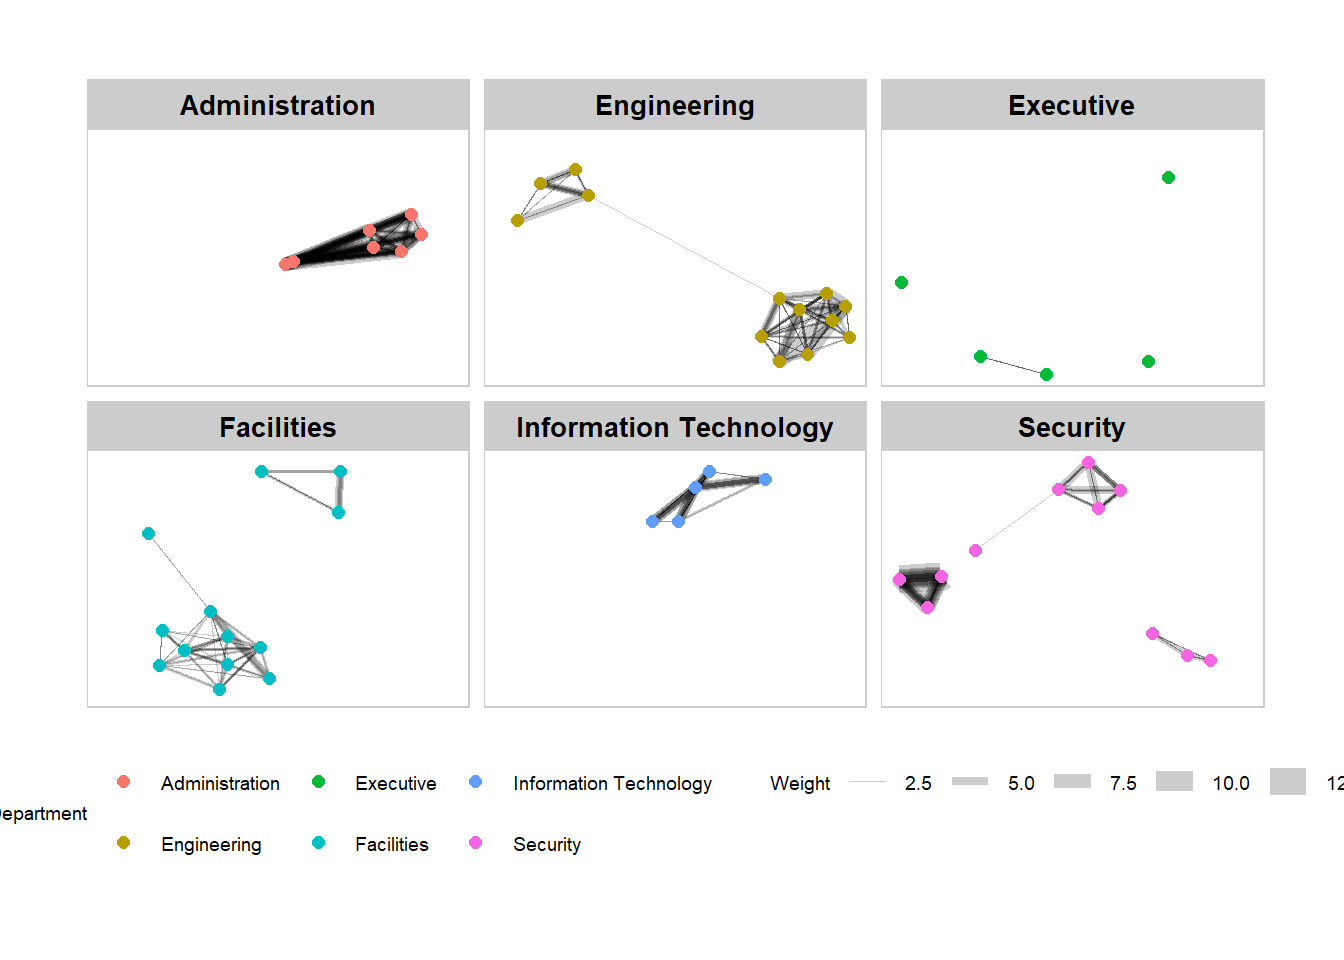 Administration Engineering Executive
Facilities Information Technology Security
Administration Executive Information Technology Weight 2.5 5.0 7.5 10.0 12
epartment
Engineering Facilities Security